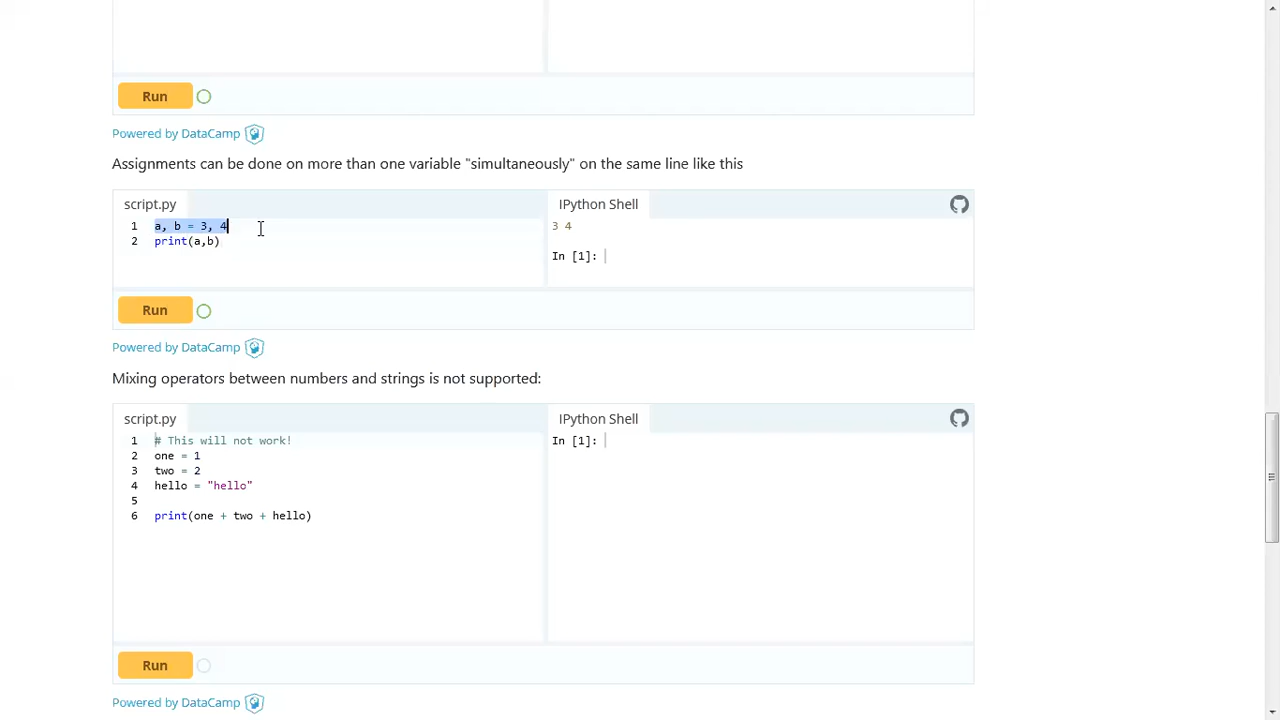 Run
Powered by DataCamp
Assignments can be done on more than one variable "simultaneously" on the same line like this
script.py
IPython Shell
1 a, b = 3, 4
2 print(a,b)
3 4
In [1]:
Run
Powered by DataCamp
Mixing operators between numbers and strings is not supported:
script.py
IPython Shell
1 # This will not work!
2 one = 1
3 two = 2
4 hello = "hello"
5
6 print(one + two + hello)
In [1]:
Run
Powered by DataCamp